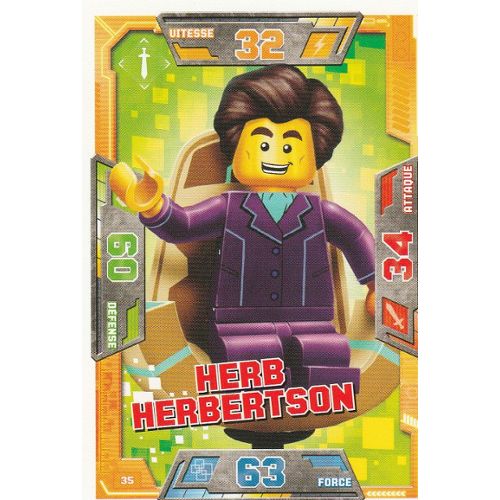 VITESSE
32
ATTAQUE
34
60
DÉFENSE
HERB
HERBERTSON
35
63
FORCE